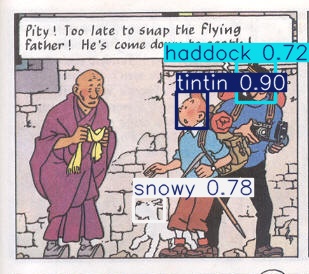 Pity! Too late to snap the flying
father! He's come down
haddock 0.72
tintin 0.90
snowy 0.78